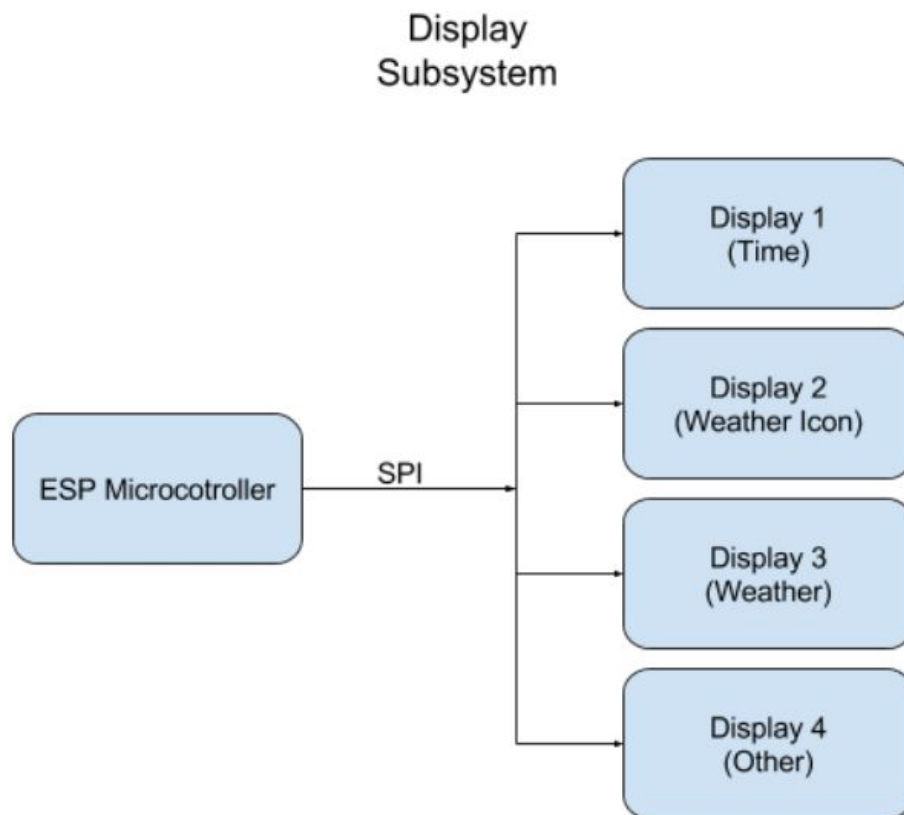 Display
Subsystem
Display 1
(Time)
Display 2
(Weather Icon)
ESP Microcotroller
SPI
Display 3
(Weather)
Display 4
(Other)